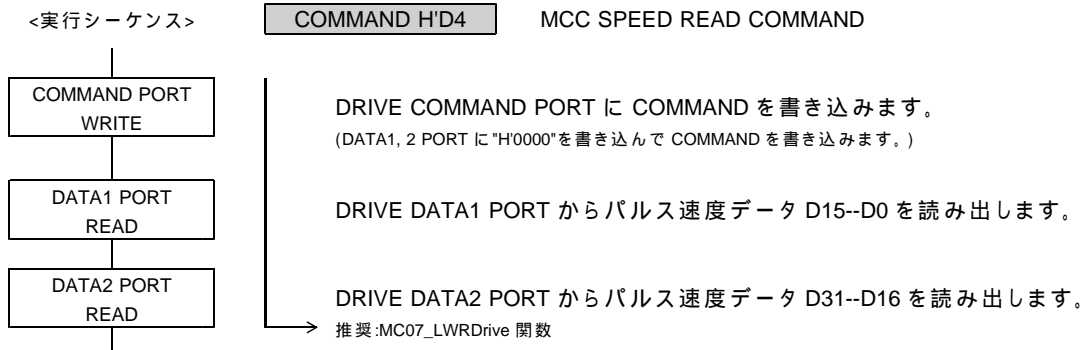 <実行シーケンス> COMMAND H'D4 MCC SPEED READ COMMAND
COMMAND PORT
WRITE
DRIVE COMMAND PORT に COMMAND を書き込みます。
(DATA1, 2 PORT に"H'0000"を書き込んで COMMAND を書き込みます。)
DATA1 PORT
READ
DRIVE DATA1 PORT からパルス速度データ D15--D0 を読み出します。
DATA2 PORT
READ
DRIVE DATA2 PORT からパルス速度データ D31--D16 を読み出します。
推奨:MC07_LWRDrive 関数